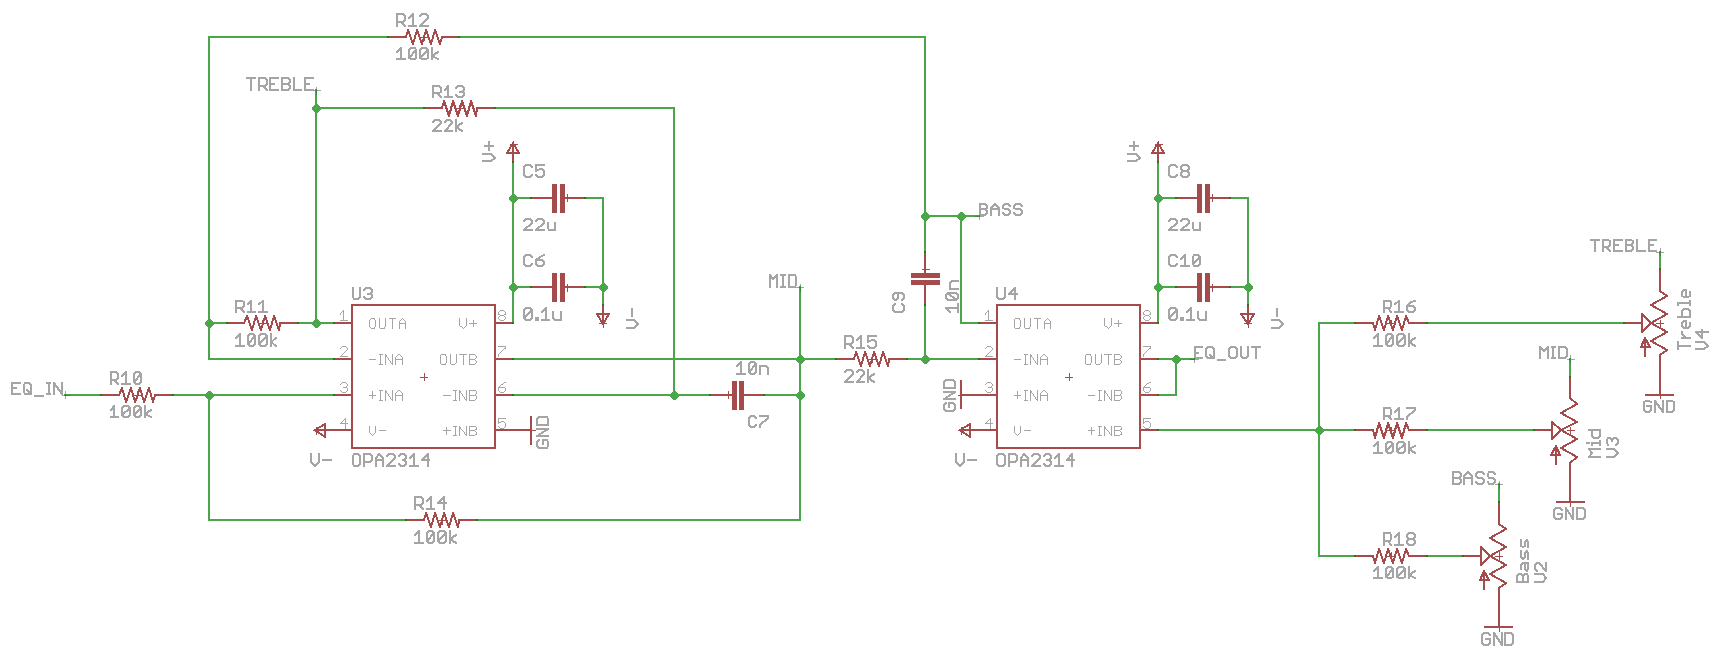 R12
100k
TREBLE
R13
22k
V+
C5
22u
C6
0.1u
V-
V+
C8
22u
C10
0.1u
V-
BASS
MID
C9
10n
U3
R11
100k
1 OUTA V+ 8
2 -INA OUTB 7
3 +INA -INB 6
4 V- +INB 5
V- OPA2314
GND
EQ_IN
R10
100k
10n
C7
R14
100k
R15
22k
U4
1 OUTA V+ 8
2 -INA OUTB 7
3 +INA -INB 6
4 V- +INB 5
GND
V- OPA2314
EQ_OUT
TREBLE
R16
100k
Treble
V4
GND
MID
R17
100k
Mid
V3
GND
BASS
R18
100k
Bass
V2
GND